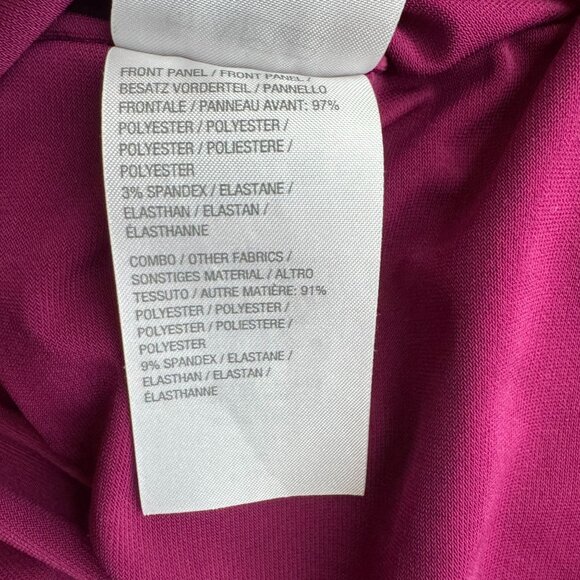 FRONT PANEL / FRONT PANEL /
BESATZ VORDERTEIL / PANNELLO
FRONTALE / PANNEAU AVANT: 97%
POLYESTER / POLYESTER /
POLYESTER / POLIESTERE /
POLYESTER
3% SPANDEX / ELASTANE /
ELASTHAN / ELASTAN /
ÉLASTHANNE
COMBO / OTHER FABRICS /
SONSTIGES MATERIAL / ALTRO
TESSUTO / AUTRE MATIÈRE: 91%
POLYESTER / POLYESTER /
POLYESTER / POLIESTERE /
POLYESTER
9% SPANDEX / ELASTANE /
ELASTHAN / ELASTAN /
ÉLASTHANNE